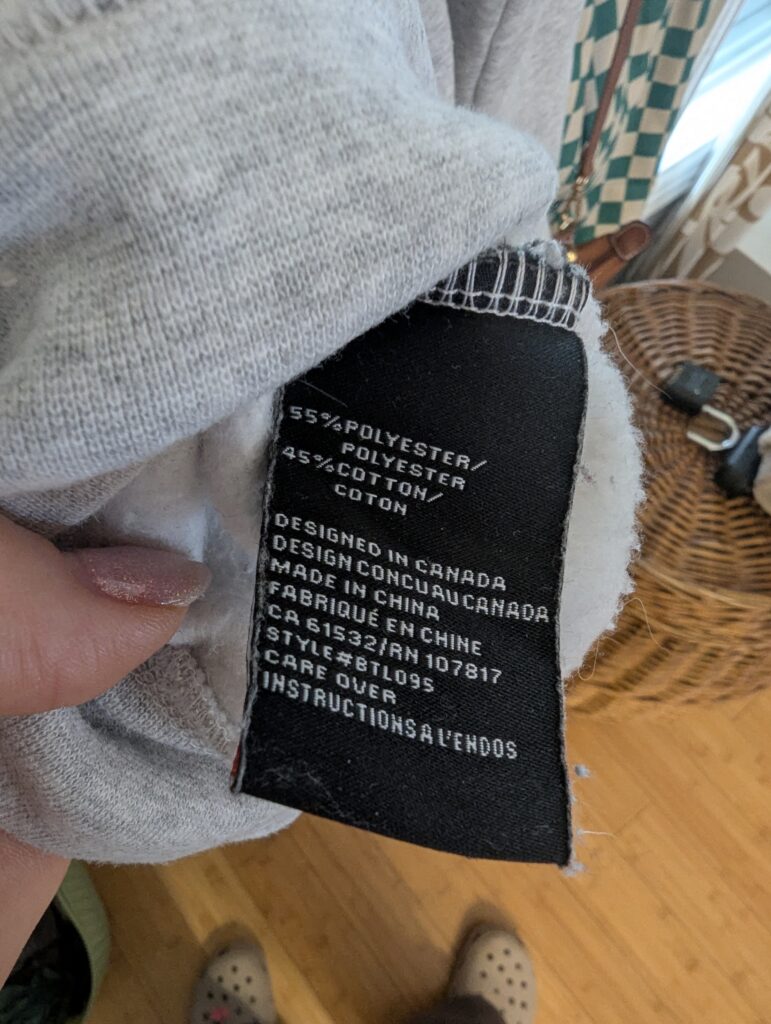 55%POLYESTER/
POLYESTER
45%COTTON/
COTON
DESIGNED IN CANADA
DESIGN CONCU AU CANADA
MADE IN CHINA
FABRIQUÉ EN CHINE
CA 61532/RN 107817
STYLE#BTL095
CARE OVER
INSTRUCTIONS A L'ENDOS